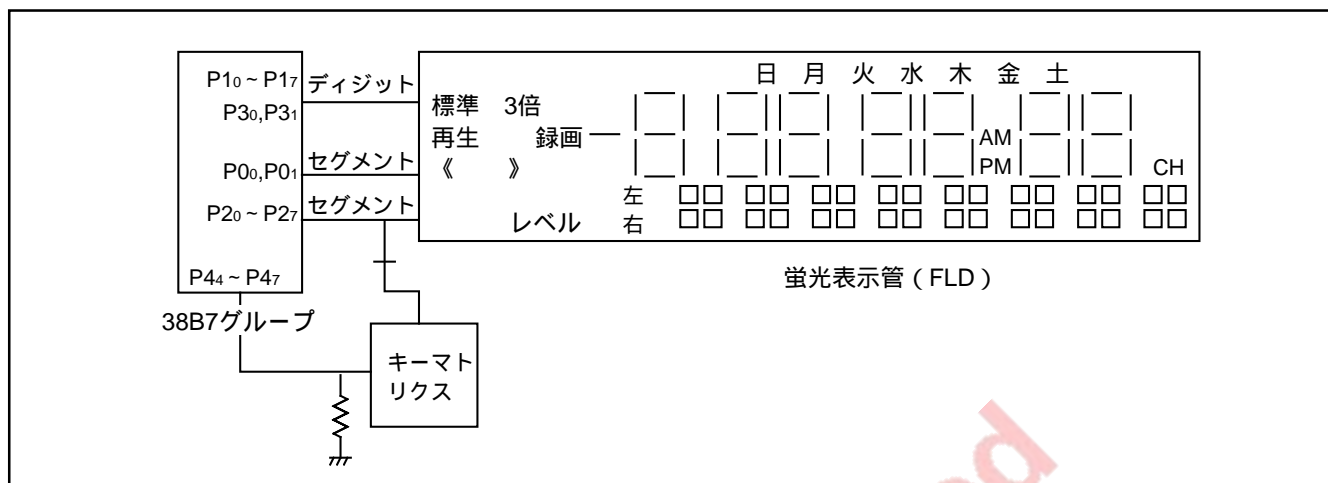 P10 ~ P17
P30,P31
P00,P01
P20 ~ P27
P44 ~ P47
38B7グループ
ディジット
セグメント
セグメント
キーマト
リクス
日 月 火 水 木 金 土
標準 3倍
再生 録画
《 》
AM
PM
CH
左
レベル 右
蛍光表示管(FLD)